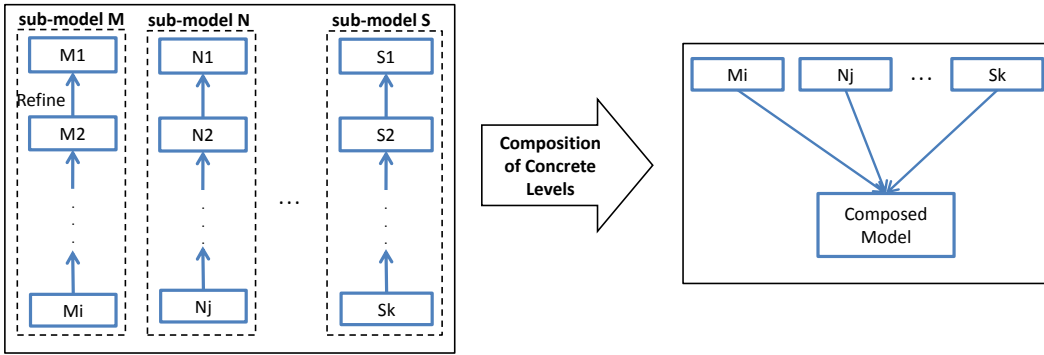 sub-model M
sub-model N
sub-model S
M1
N1
S1
Refine
M2
N2
S2
...
Mi
Nj
Sk
Composition
of Concrete
Levels
Mi
Nj
...
Sk
Composed
Model